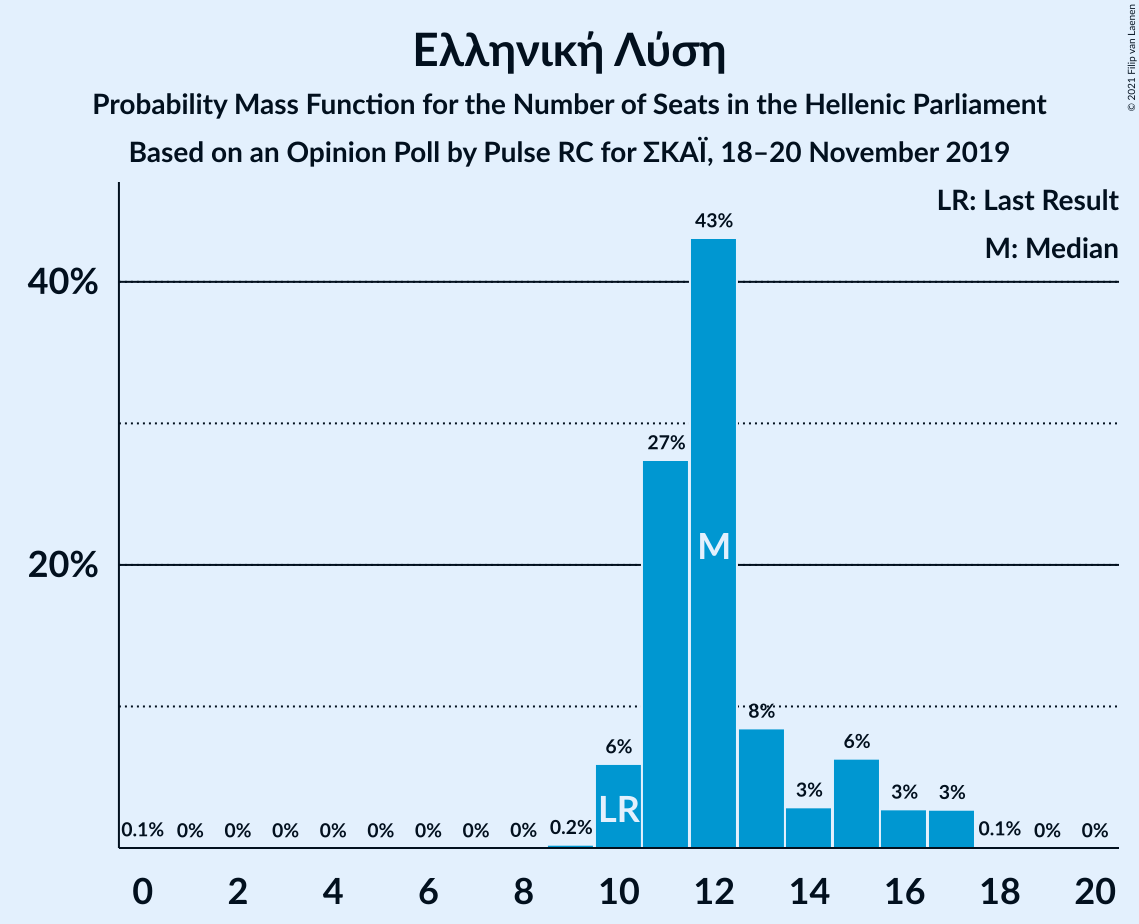 © 2021 Filip van Laenen
Ελληνική Λύση
Probability Mass Function for the Number of Seats in the Hellenic Parliament
Based on an Opinion Poll by Pulse RC for ΣΚΑΪ, 18–20 November 2019
LR: Last Result
M: Median
43%
40%
27%
M
20%
8%
6%
6%
3%
3%
3%
LR
0.1% 0% 0% 0% 0% 0% 0% 0% 0% 0.2% 0.1% 0% 0%
0 2 4 6 8 10 12 14 16 18 20